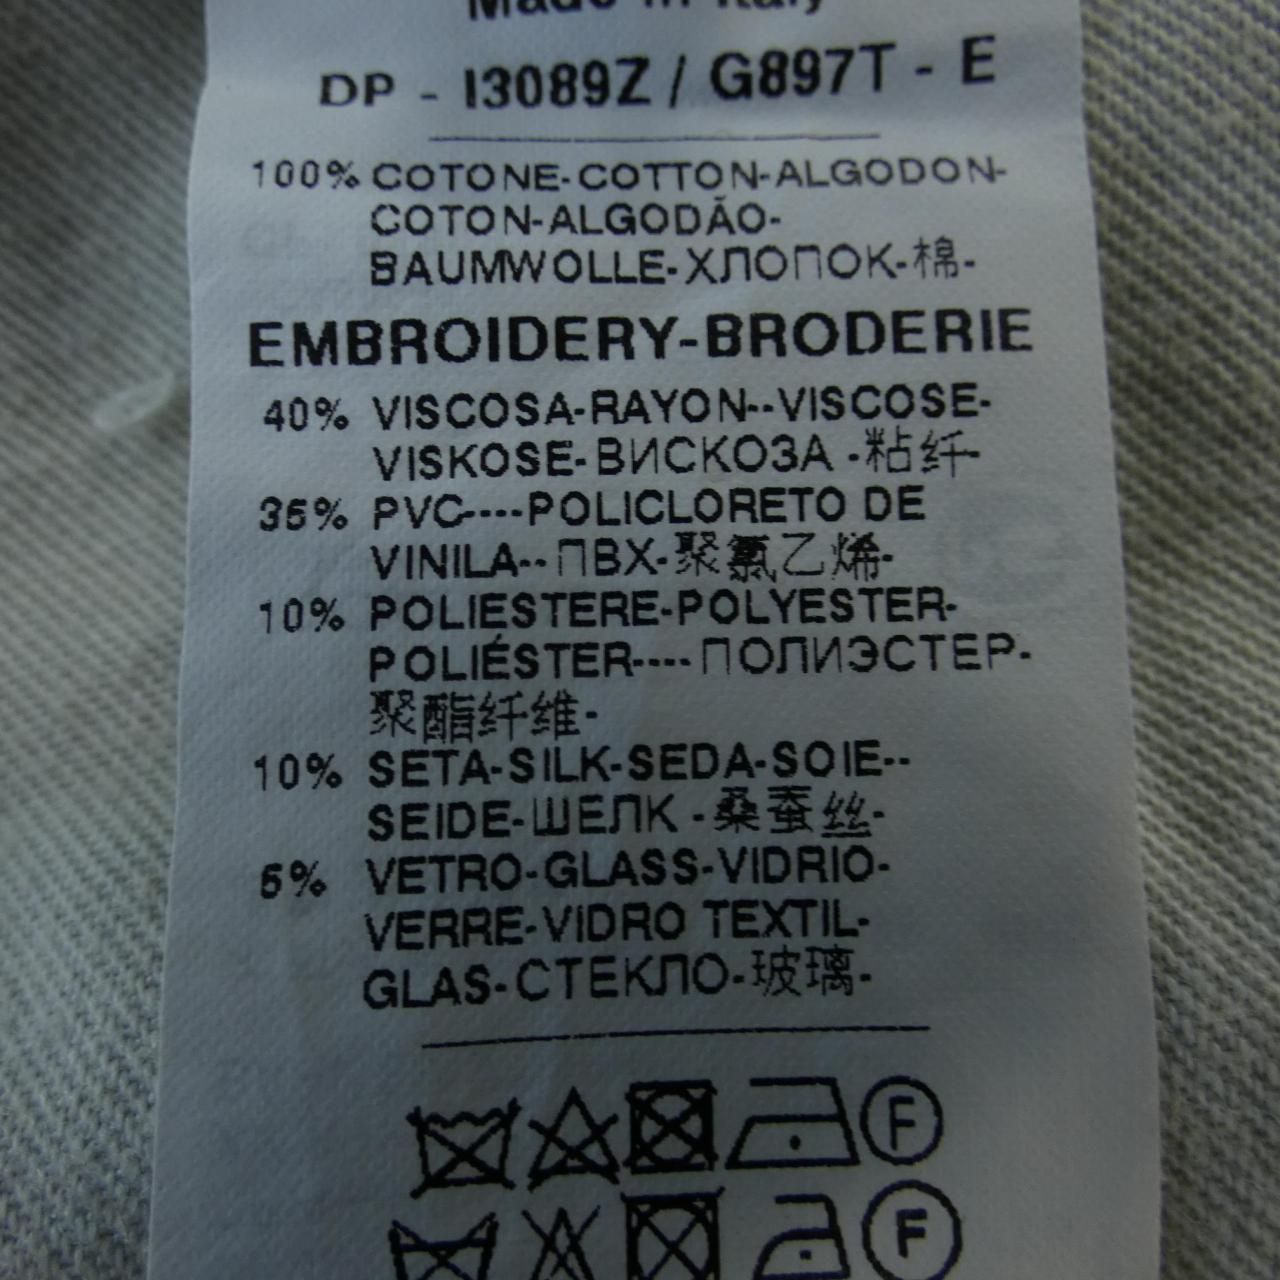 Made in Italy
DP - I3089Z / G897T - E
100% COTONE-COTTON-ALGODON-
COTON-ALGODÃO-
BAUMWOLLE-ХЛОПОК-棉-
EMBROIDERY-BRODERIE
40% VISCOSA-RAYON--VISCOSE-
VISKOSE-ВИСКОЗА -粘纤-
35% PVC----POLICLORETO DE
VINILA--ПВХ-聚氯乙烯-
10% POLIESTERE-POLYESTER-
POLIÉSTER----ПОЛИЭСТЕР-
聚酯纤维-
10% SETA-SILK-SEDA-SOIE--
SEIDE-ШЕЛК -桑蚕丝-
5% VETRO-GLASS-VIDRIO-
VERRE-VIDRO TEXTIL-
GLAS-СТЕКЛО-玻璃-
F
F